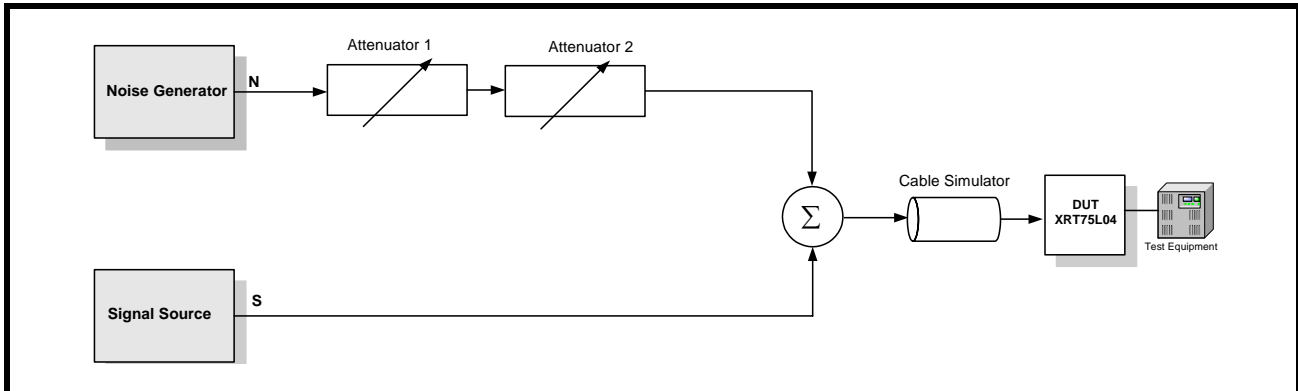 Attenuator 1
Attenuator 2
Noise Generator
N
Σ
Cable Simulator
DUT
XRT75L04
Test Equipment
Signal Source
S